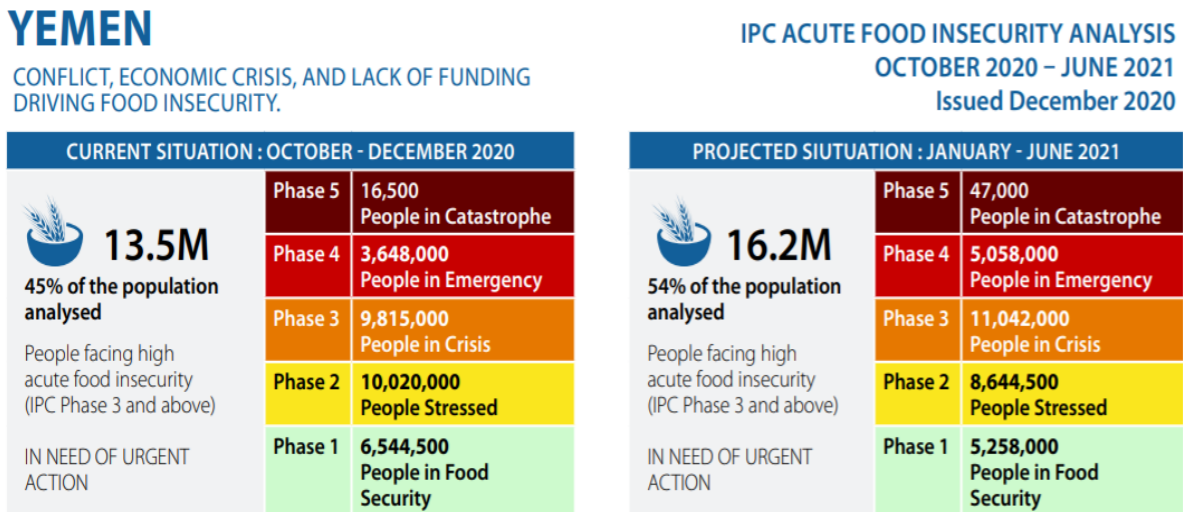 YEMEN
CONFLICT, ECONOMIC CRISIS, AND LACK OF FUNDING
DRIVING FOOD INSECURITY.
IPC ACUTE FOOD INSECURITY ANALYSIS
OCTOBER 2020 – JUNE 2021
Issued December 2020
CURRENT SITUATION : OCTOBER - DECEMBER 2020
13.5M
45% of the population
analysed
People facing high
acute food insecurity
(IPC Phase 3 and above)
IN NEED OF URGENT
ACTION
Phase 5 16,500
People in Catastrophe
Phase 4 3,648,000
People in Emergency
Phase 3 9,815,000
People in Crisis
Phase 2 10,020,000
People Stressed
Phase 1 6,544,500
People in Food
Security
PROJECTED SIUTUATION : JANUARY - JUNE 2021
16.2M
54% of the population
analysed
People facing high
acute food insecurity
(IPC Phase 3 and above)
IN NEED OF URGENT
ACTION
Phase 5 47,000
People in Catastrophe
Phase 4 5,058,000
People in Emergency
Phase 3 11,042,000
People in Crisis
Phase 2 8,644,500
People Stressed
Phase 1 5,258,000
People in Food
Security